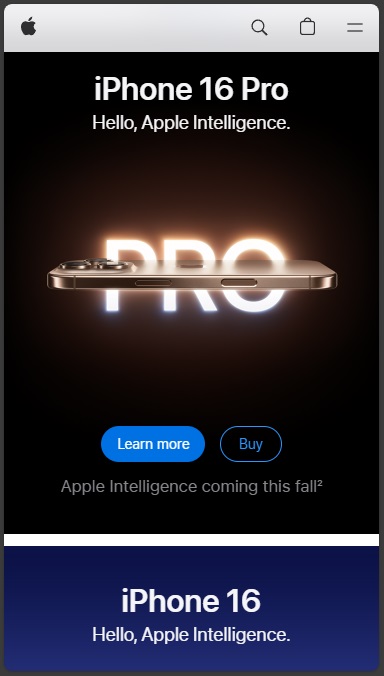 iPhone 16 Pro
Hello, Apple Intelligence.
PRO
Learn more
Buy
Apple Intelligence coming this fall²
iPhone 16
Hello, Apple Intelligence.